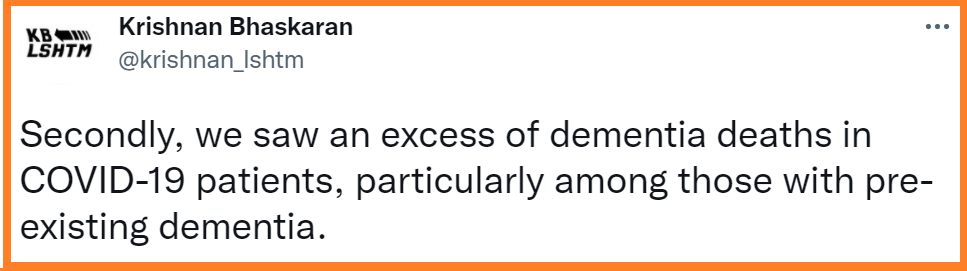 KB
LSHTM
Krishnan Bhaskaran
@krishnan_lshtm
Secondly, we saw an excess of dementia deaths in
COVID-19 patients, particularly among those with pre-
existing dementia.